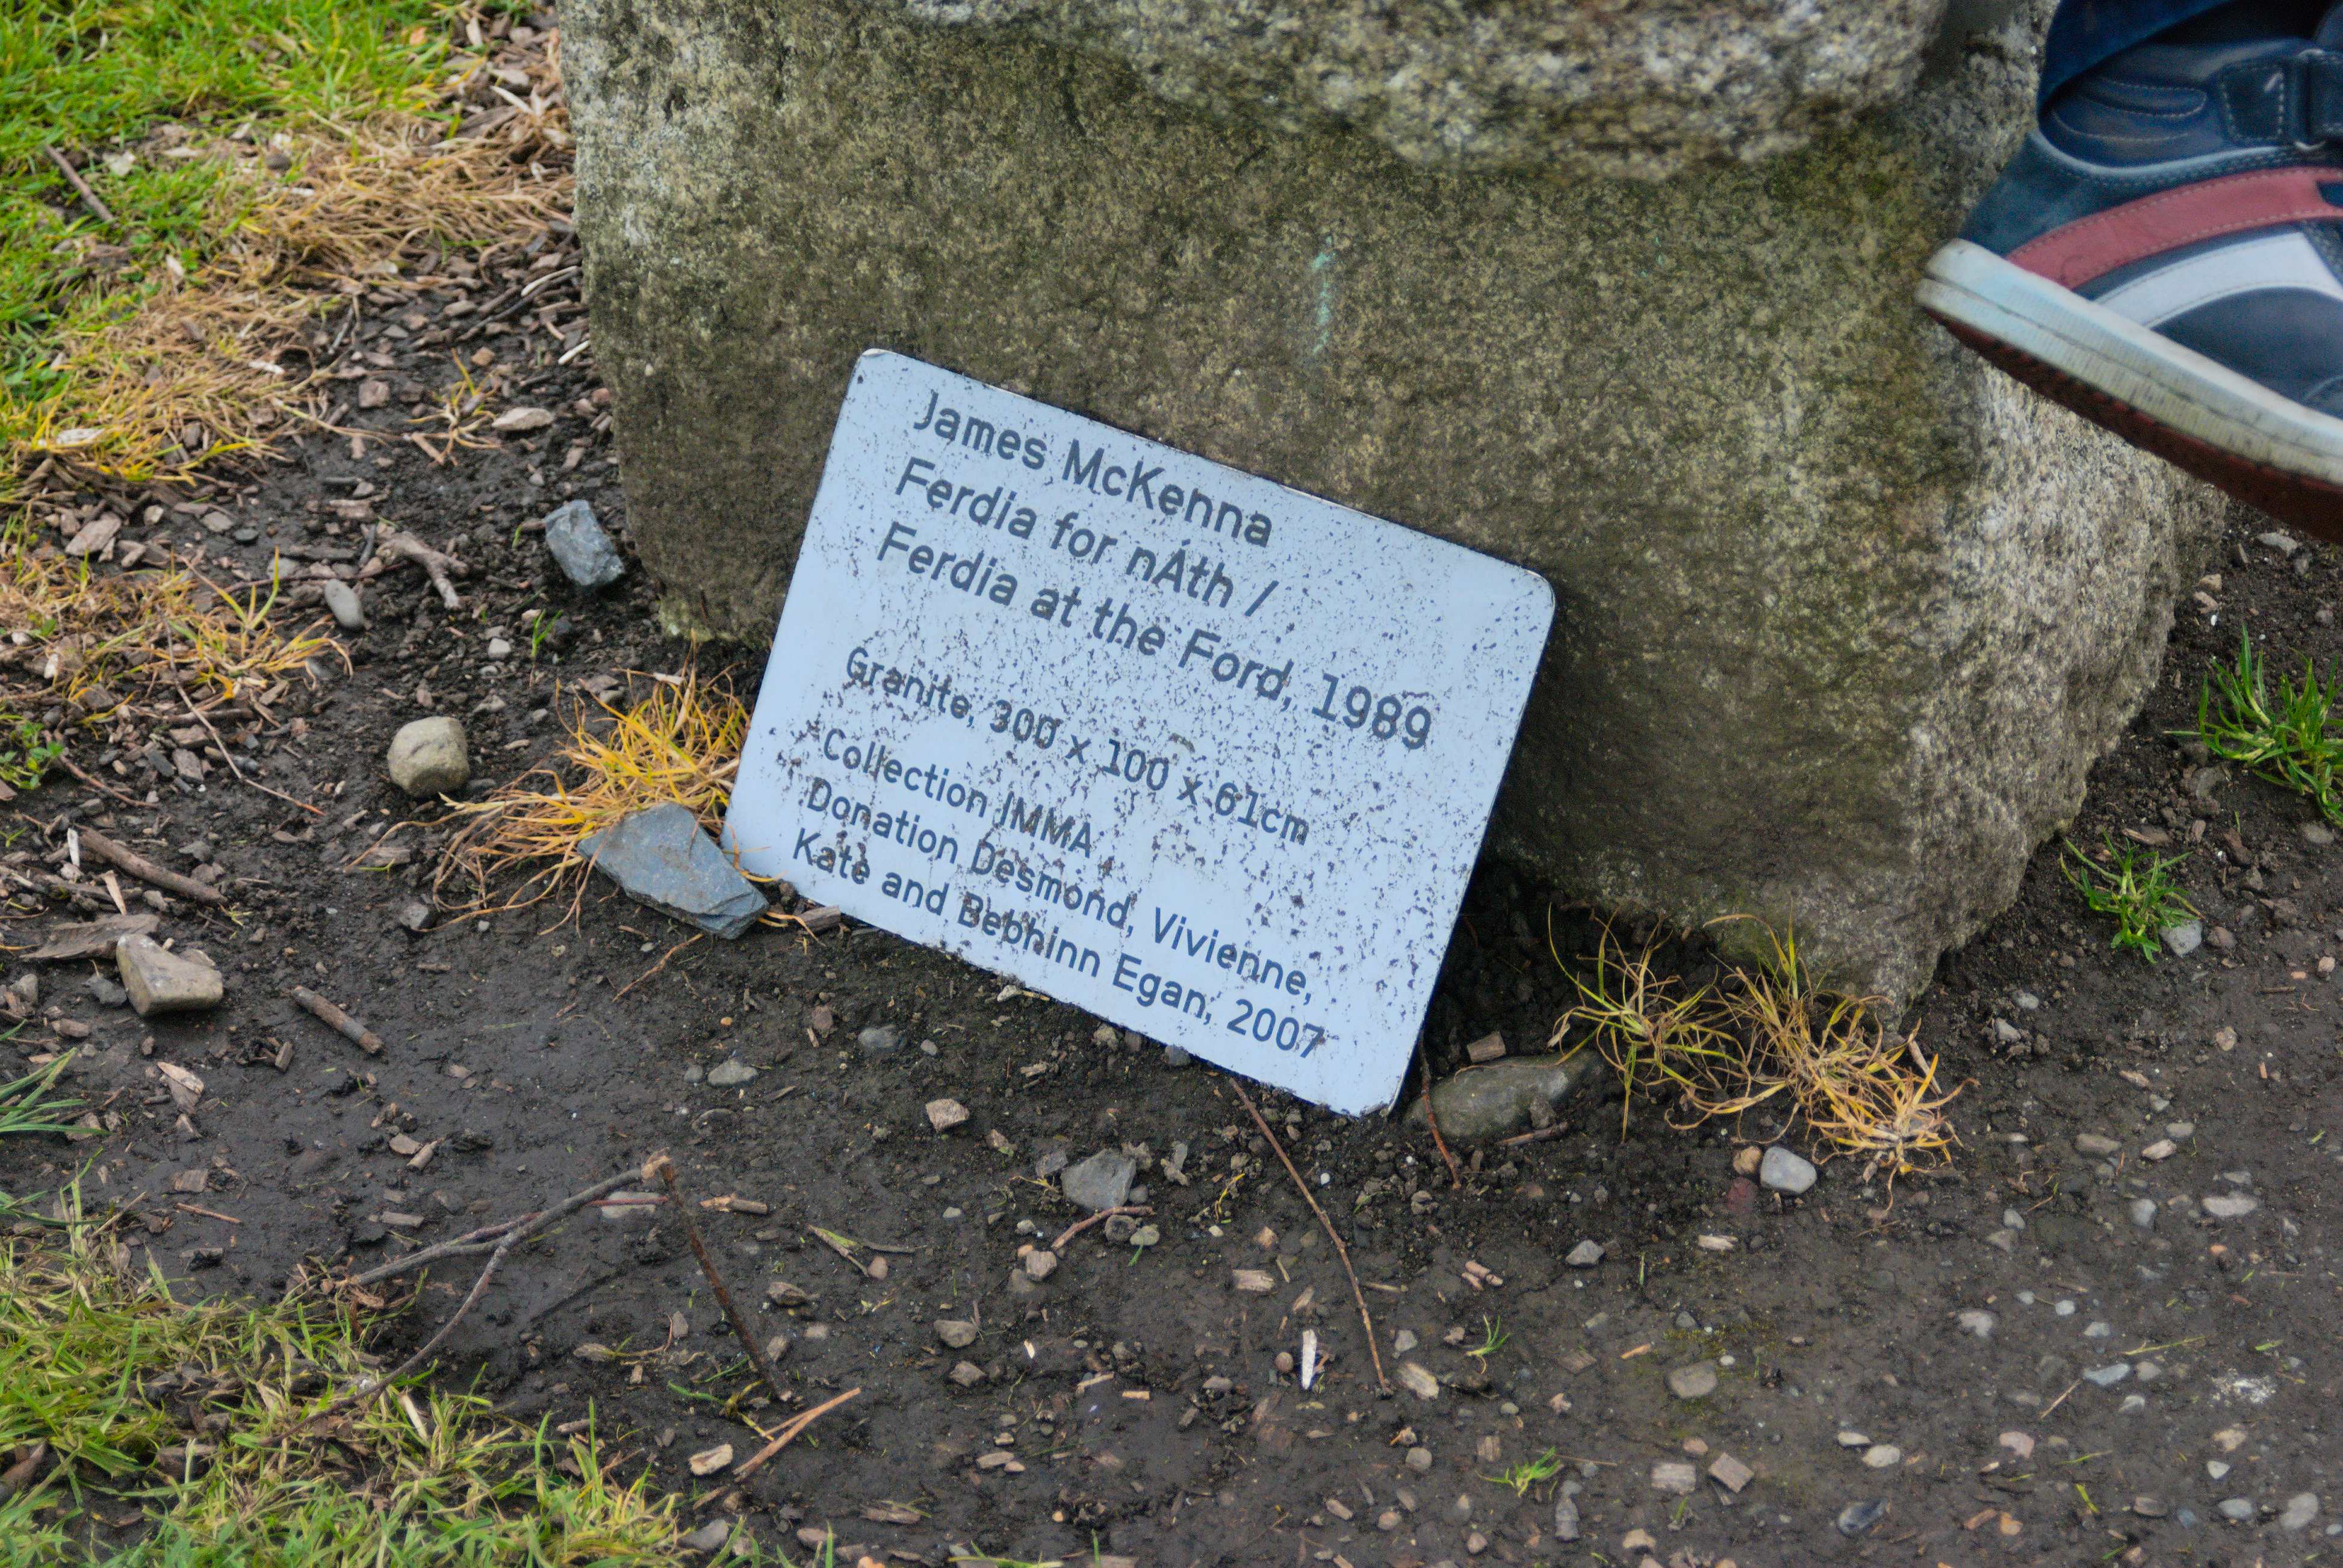 James McKenna
Ferdia for nÁth /
Ferdia at the Ford, 1989
Granite, 300 x 100 x 61cm
Collection IMMA
Donation Desmond, Vivienne,
Kate and Bebhinn Egan, 2007